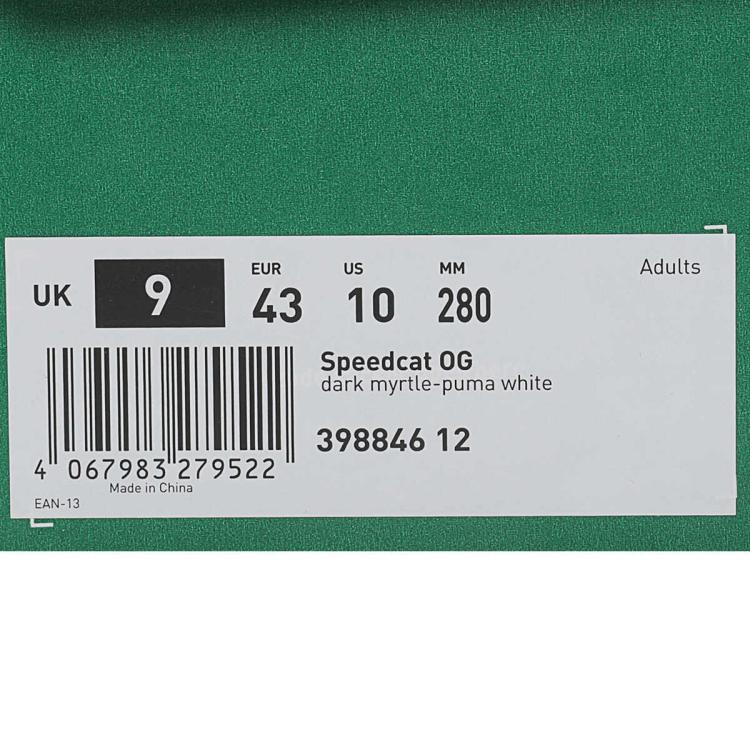 UK 9 EUR 43 US 10 MM 280 Adults
Speedcat OG
dark myrtle-puma white
398846 12
4 067983 279522
Made in China
EAN-13